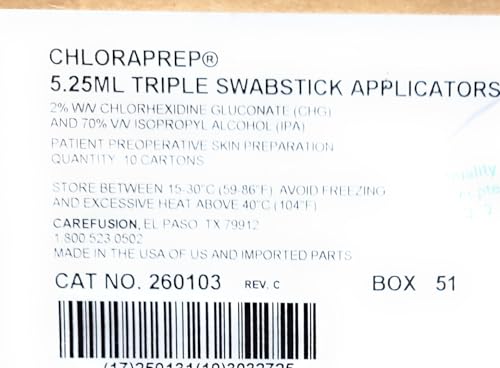 CHLORAPREP®
5.25ML TRIPLE SWABSTICK APPLICATORS
2% W/V CHLORHEXIDINE GLUCONATE (CHG)
AND 70% V/V ISOPROPYL ALCOHOL (IPA)
PATIENT PREOPERATIVE SKIN PREPARATION
QUANTITY: 10 CARTONS
STORE BETWEEN 15-30°C (59-86°F) AVOID FREEZING
AND EXCESSIVE HEAT ABOVE 40°C (104°F)
CAREFUSION, EL PASO, TX 79912
1.800.523.0502
MADE IN THE USA OF US AND IMPORTED PARTS
CAT NO. 260103 REV. C BOX 51